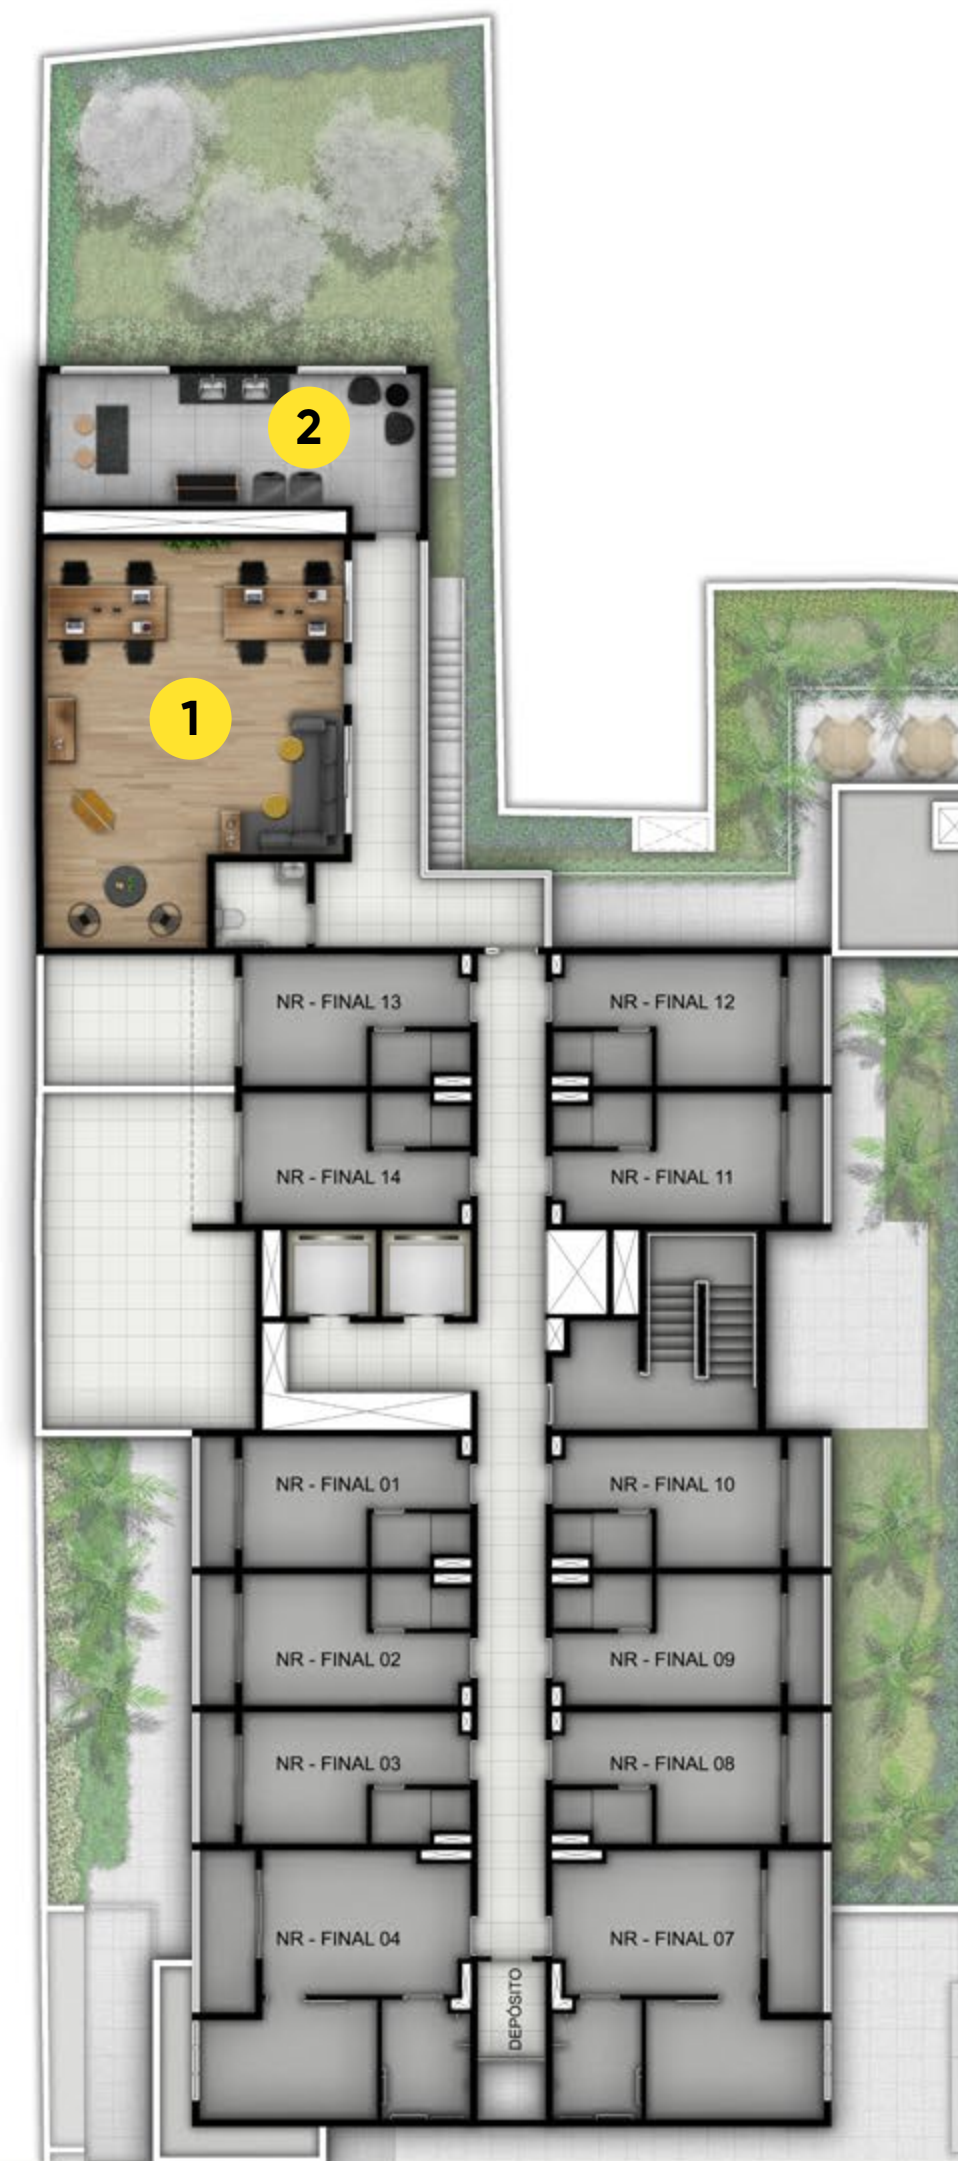 2
1
NR - FINAL 13
NR - FINAL 12
NR - FINAL 14
NR - FINAL 11
NR - FINAL 01
NR - FINAL 10
NR - FINAL 02
NR - FINAL 09
NR - FINAL 03
NR - FINAL 08
NR - FINAL 04
NR - FINAL 07
DEPÓSITO